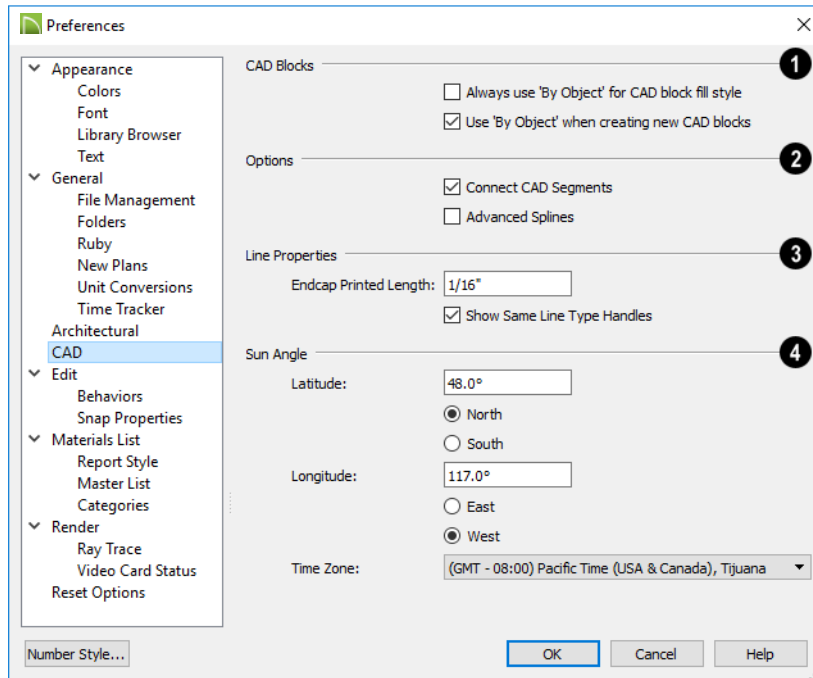 Preferences
Appearance
Colors
Font
Library Browser
Text
General
File Management
Folders
Ruby
New Plans
Unit Conversions
Time Tracker
Architectural
CAD
Edit
Behaviors
Snap Properties
Materials List
Report Style
Master List
Categories
Render
Ray Trace
Video Card Status
Reset Options
CAD Blocks 1
Always use 'By Object' for CAD block fill style
Use 'By Object' when creating new CAD blocks
Options 2
Connect CAD Segments
Advanced Splines
Line Properties 3
Endcap Printed Length: 1/16"
Show Same Line Type Handles
Sun Angle 4
Latitude: 48.0°
North
South
Longitude: 117.0°
East
West
Time Zone: (GMT - 08:00) Pacific Time (USA & Canada), Tijuana
Number Style... OK Cancel Help